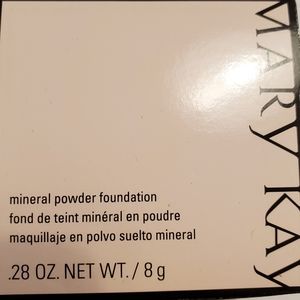 MARY KAY
mineral powder foundation
fond de teint minéral en poudre
maquillaje en polvo suelto mineral
.28 OZ. NET WT. / 8 g